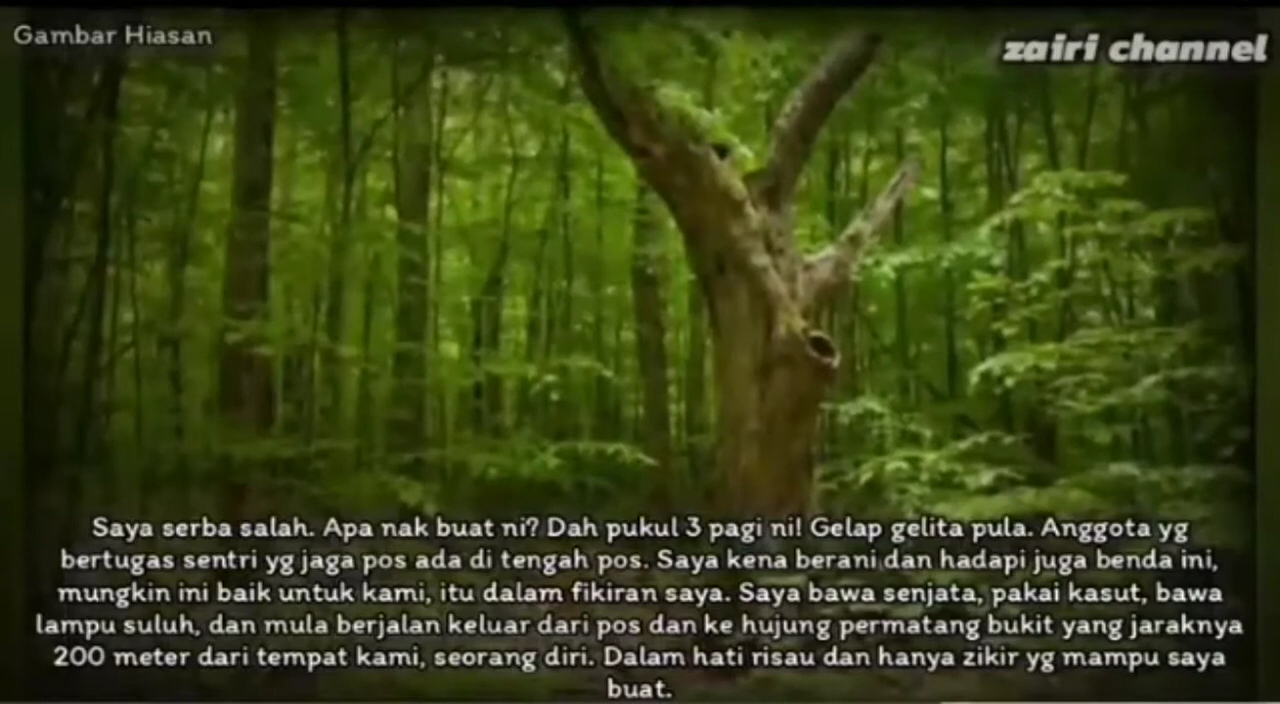 Gambar Hiasan
zairi channel
Saya serba salah. Apa nak buat ni? Dah pukul 3 pagi ni! Gelap gelita pula. Anggota yg
bertugas sentri yg jaga pos ada di tengah pos. Saya kena berani dan hadapi juga benda ini,
mungkin ini baik untuk kami, itu dalam fikiran saya. Saya bawa senjata, pakai kasut, bawa
lampu suluh, dan mula berjalan keluar dari pos dan ke hujung permatang bukit yang jaraknya
200 meter dari tempat kami, seorang diri. Dalam hati risau dan hanya zikir yg mampu saya
buat.